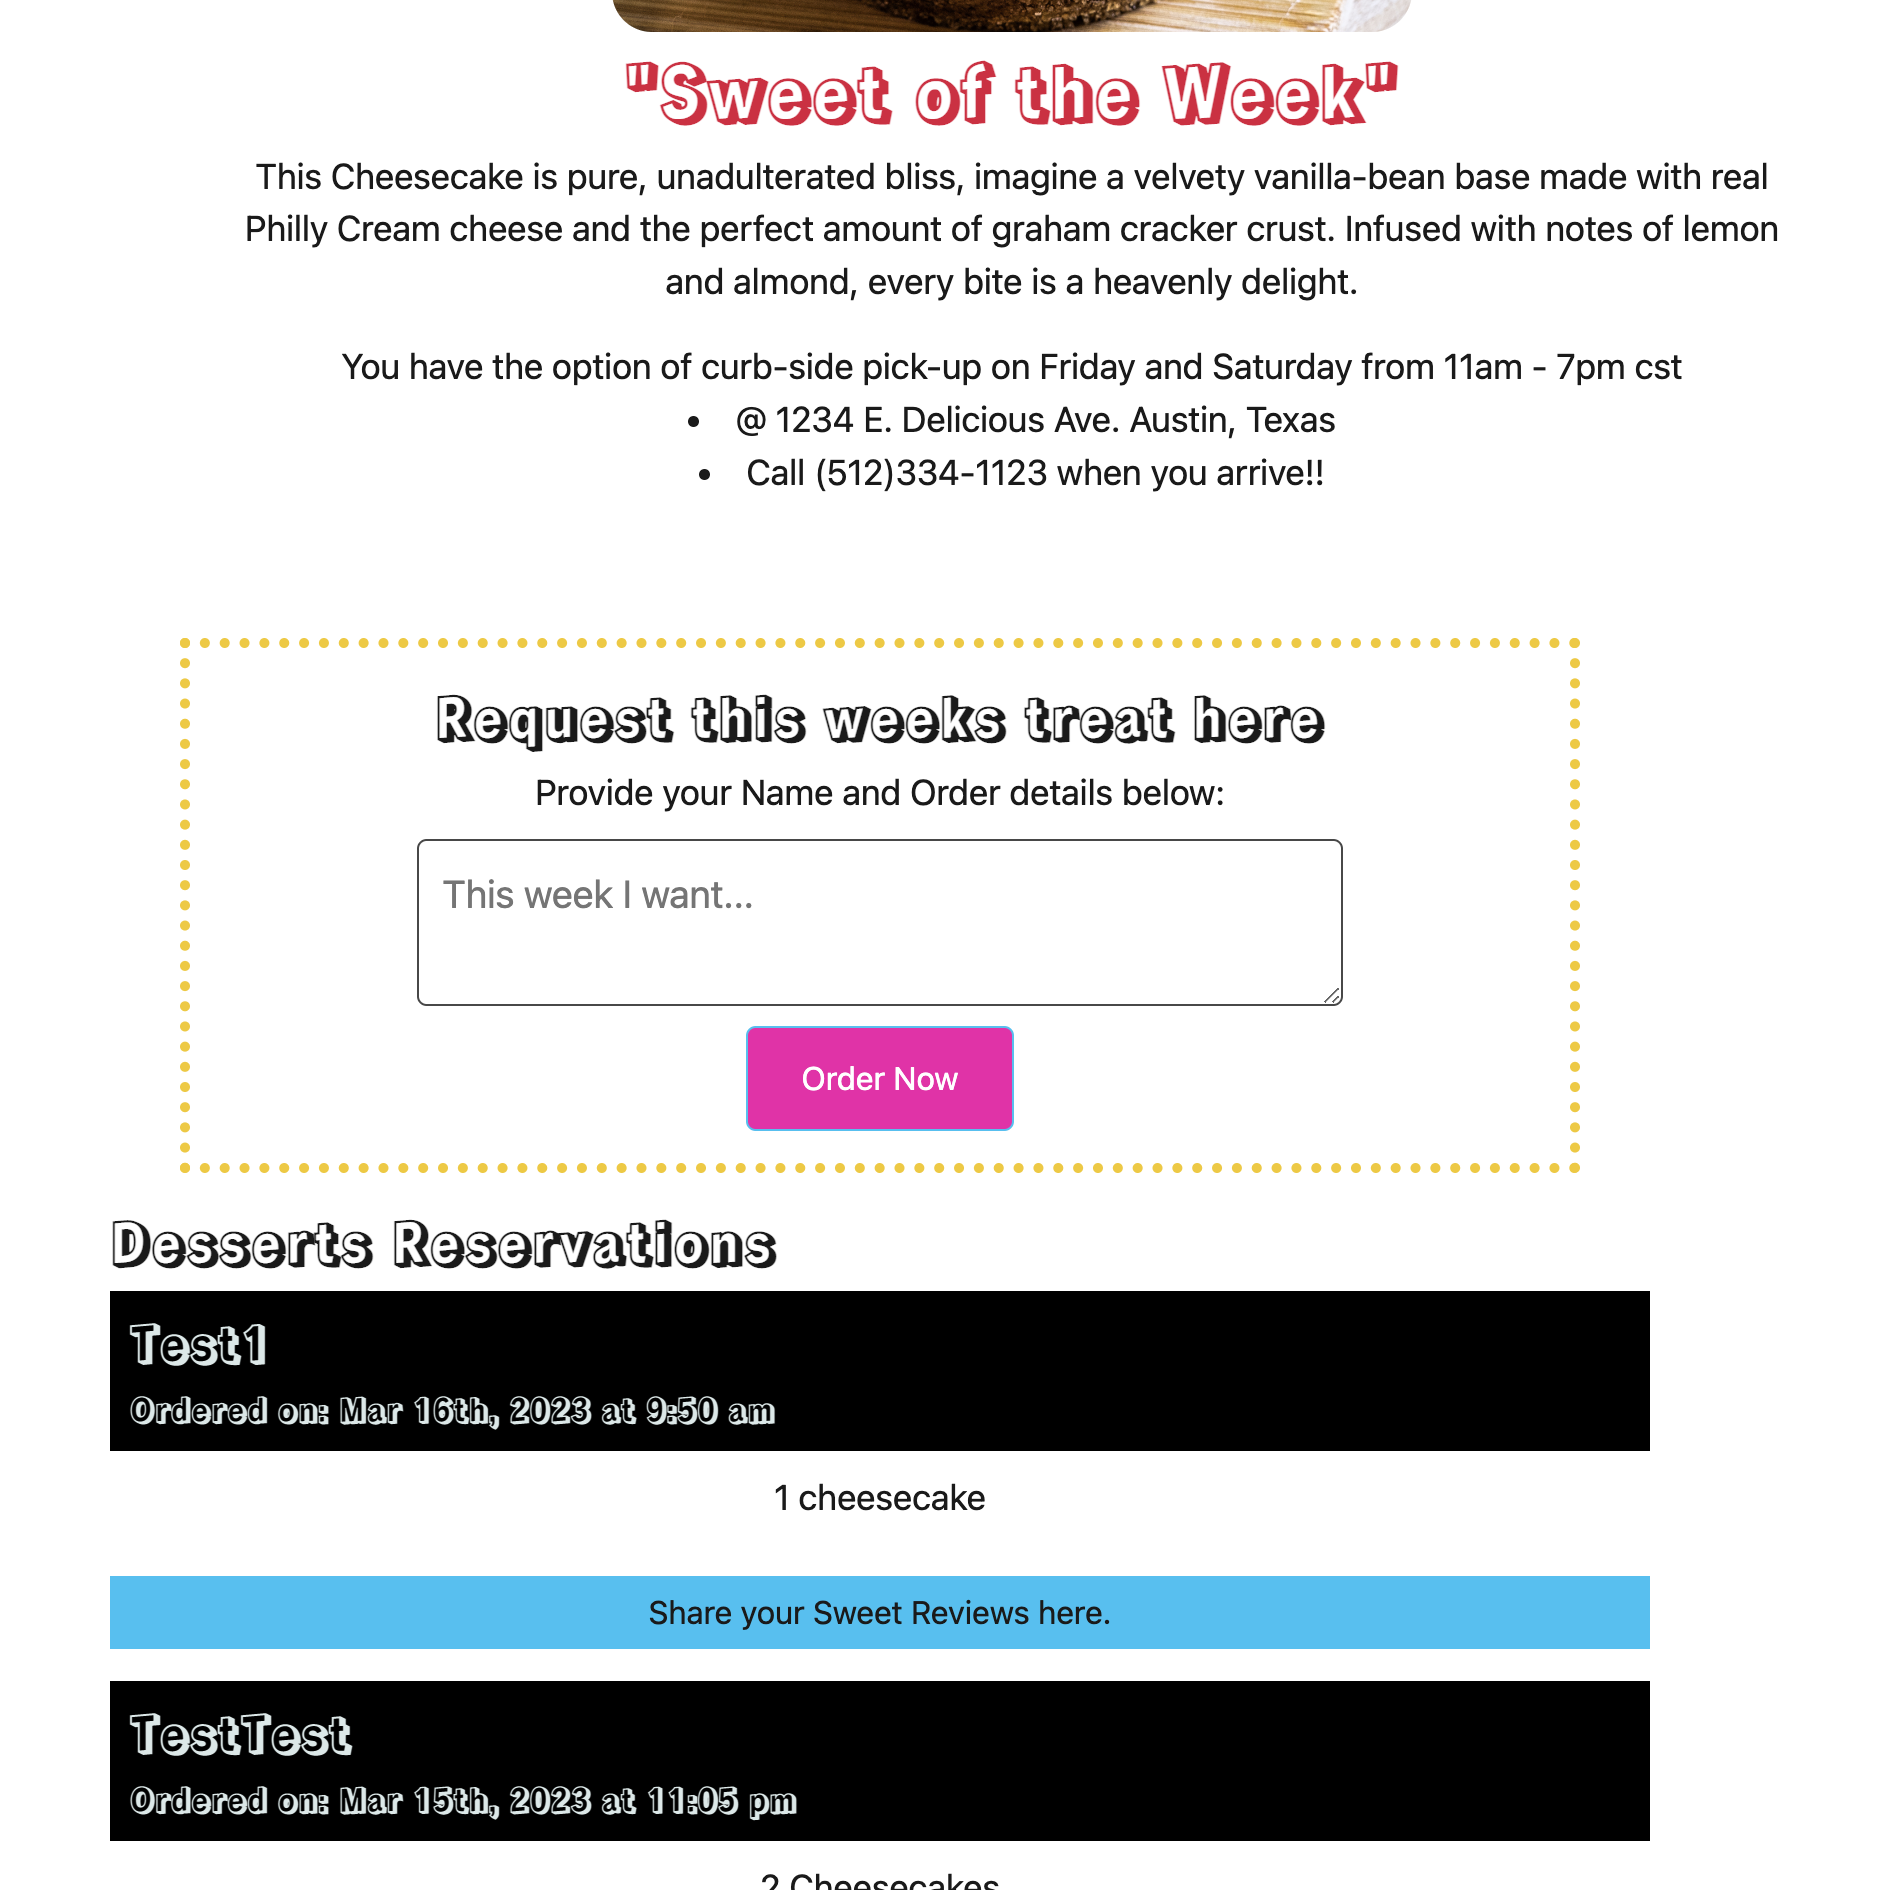 "Sweet of the Week"
This Cheesecake is pure, unadulterated bliss, imagine a velvety vanilla-bean base made with real
Philly Cream cheese and the perfect amount of graham cracker crust. Infused with notes of lemon
and almond, every bite is a heavenly delight.
You have the option of curb-side pick-up on Friday and Saturday from 11am - 7pm cst
• @ 1234 E. Delicious Ave. Austin, Texas
• Call (512)334-1123 when you arrive!!
Request this weeks treat here
Provide your Name and Order details below:
This week I want...
Order Now
Desserts Reservations
Test1
Ordered on: Mar 16th, 2023 at 9:50 am
1 cheesecake
Share your Sweet Reviews here.
TestTest
Ordered on: Mar 15th, 2023 at 11:05 pm
2 Cheesecakes